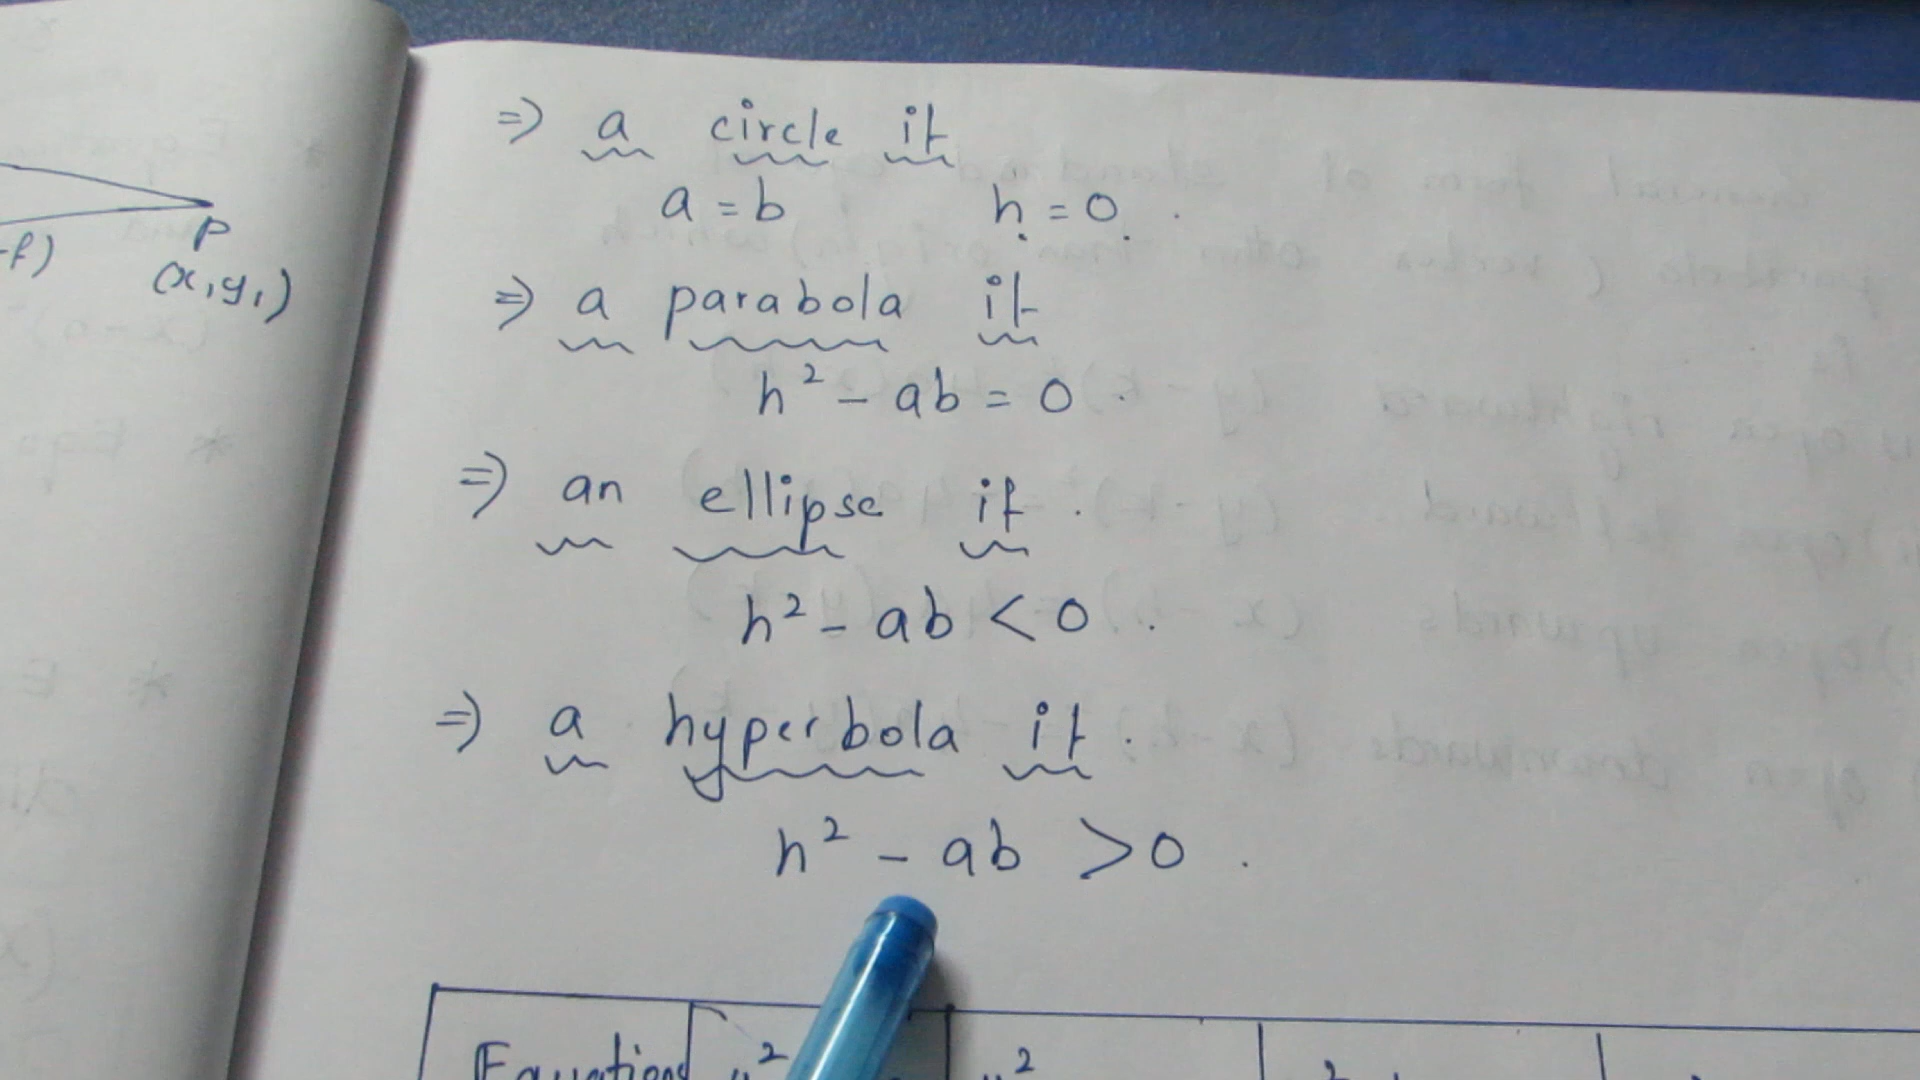 P
-f)
(x, y₁)
⇒ a circle if
a = b h = 0.
⇒ a parabola if
h² - ab = 0.
⇒ an ellipse if.
h² - ab < 0.
⇒ a hyperbola if.
h² - ab > 0.
Equations